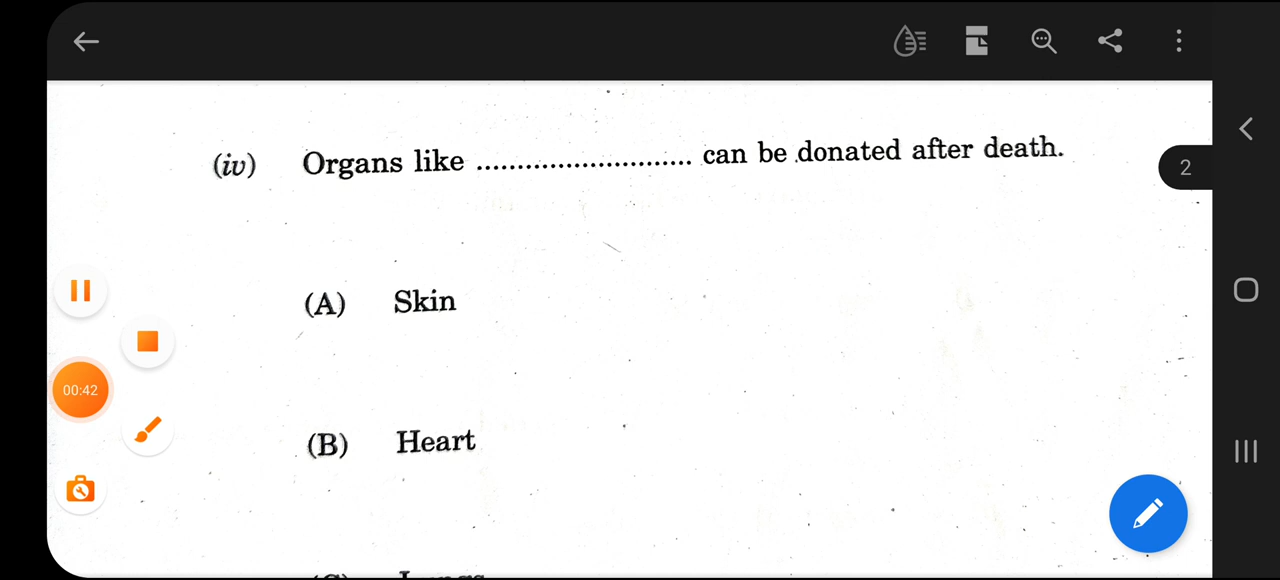 2
(iv) Organs like ........................... can be donated after death.
(A) Skin
00:42
(B) Heart